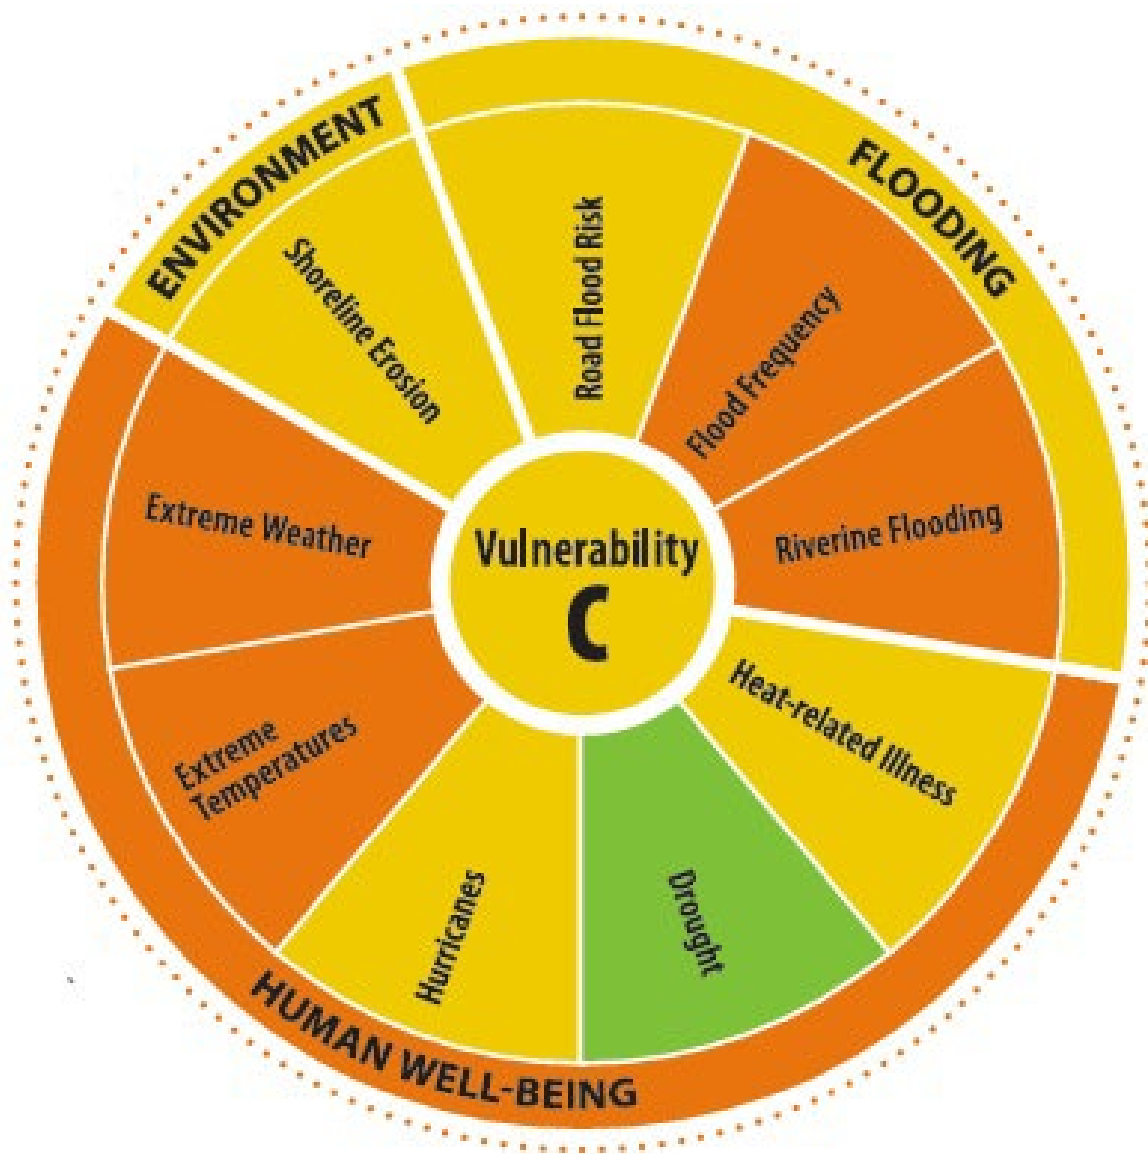 ENVIRONMENT
FLOODING
Shoreline Erosion
Road Flood Risk
Flood Frequency
Riverine Flooding
Extreme Weather
Vulnerability
C
Heat-related Illness
Extreme
Temperatures
Hurricanes
Drought
HUMAN WELL-BEING